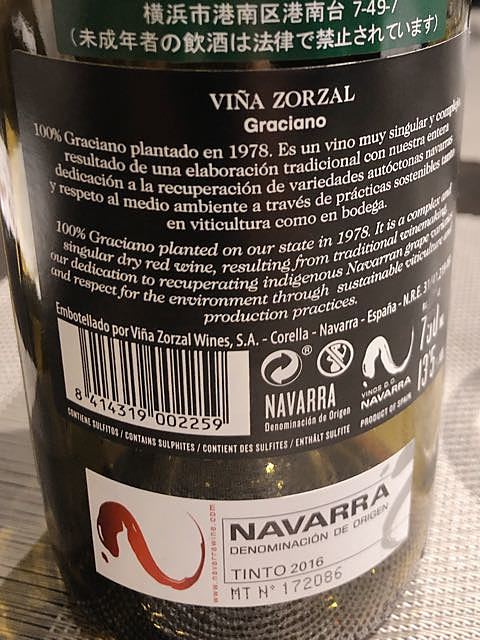 横浜市港南区港南台 7-49-7
(未成年者の飲酒は法律で禁止されています)
VIÑA ZORZAL
Graciano
100% Graciano plantado en 1978. Es un vino muy singular y complejo
resultado de una elaboración tradicional con nuestra entera
dedicación a la recuperación de variedades autóctonas navarras
y respeto al medio ambiente a través de prácticas sostenibles tanto
en viticultura como en bodega.
100% Graciano planted on our state in 1978. It is a complex and
singular dry red wine, resulting from traditional winemaking,
our dedication to recuperating indigenous Navarran grape varieties
and respect for the environment through sustainable viticulture and
production practices.
Embotellado por Viña Zorzal Wines, S.A. - Corella - Navarra - España - N.R.E.
75cl
13'5
8 414319 002259
NAVARRA
Denominación de Origen
VINOS D.O.
NAVARRA
PRODUCT OF SPAIN
CONTIENE SULFITOS / CONTAINS SULPHITES / CONTIENT DES SULFITES / ENTHÄLT SULFITE
www.navarrawine.com
NAVARRA
DENOMINACIÓN DE ORIGEN
TINTO 2016
MT Nº 172086